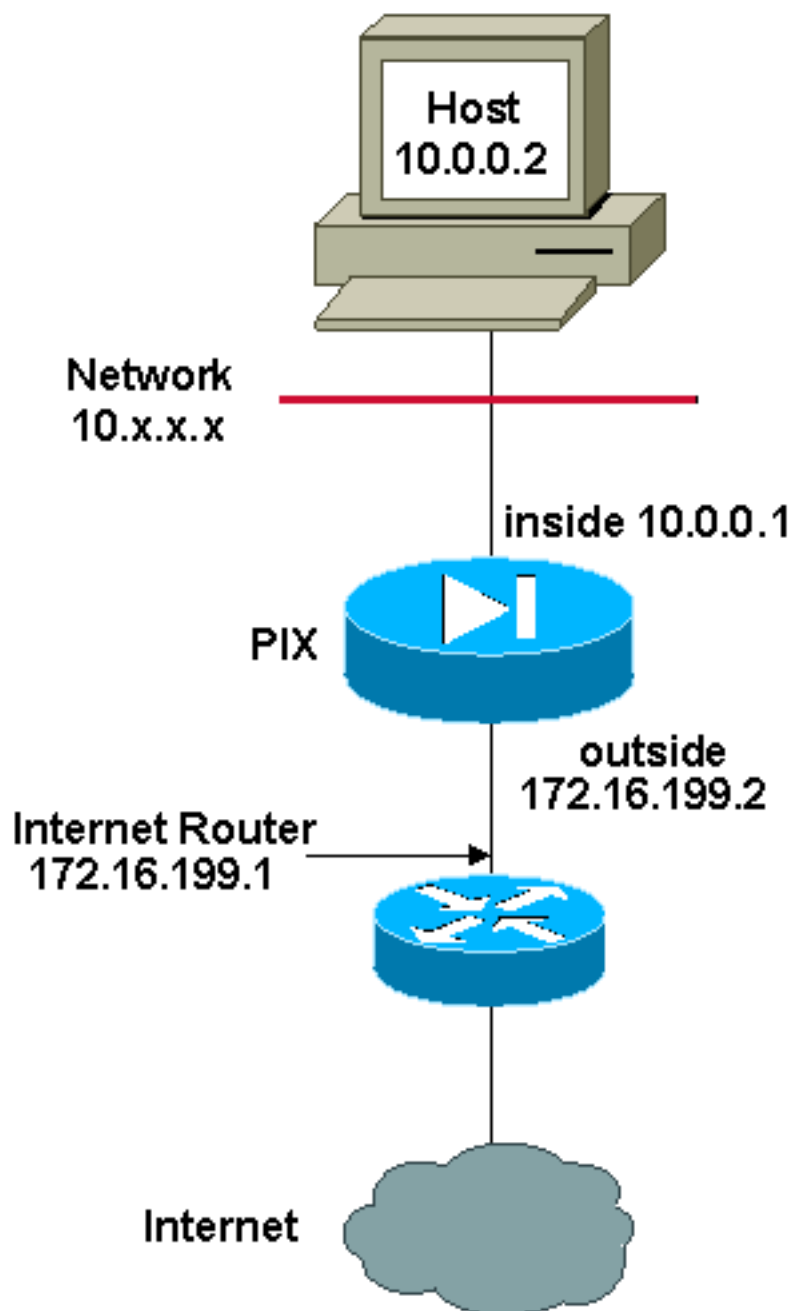 Host
10.0.0.2
Network
10.x.x.x
inside 10.0.0.1
PIX
outside
172.16.199.2
Internet Router
172.16.199.1
Internet